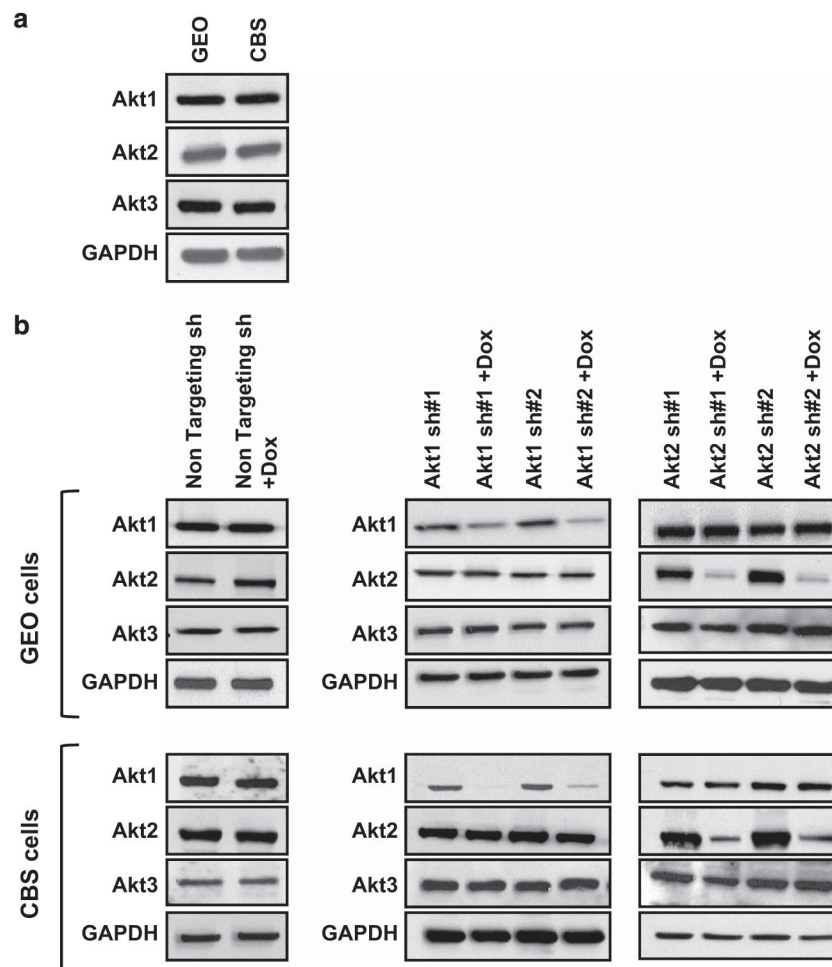 a
GEO
CBS
Akt1
Akt2
Akt3
GAPDH
b
Non Targeting sh
Non Targeting sh
+Dox
Akt1 sh#1
Akt1 sh#1 +Dox
Akt1 sh#2
Akt1 sh#2 +Dox
Akt2 sh#1
Akt2 sh#1 +Dox
Akt2 sh#2
Akt2 sh#2 +Dox
GEO cells
Akt1
Akt2
Akt3
GAPDH
Akt1
Akt2
Akt3
GAPDH
CBS cells
Akt1
Akt2
Akt3
GAPDH
Akt1
Akt2
Akt3
GAPDH